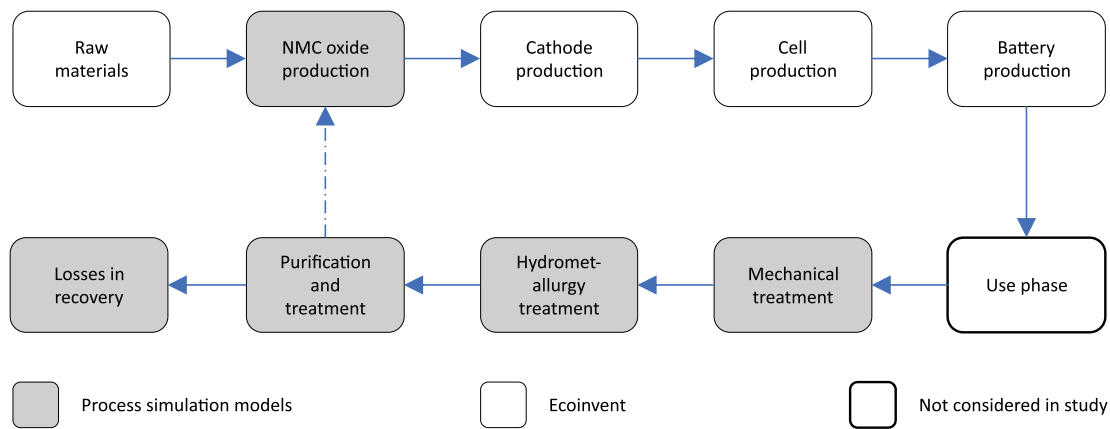 Raw
materials
NMC oxide
production
Cathode
production
Cell
production
Battery
production
Losses in
recovery
Purification
and
treatment
Hydromet-
allurgy
treatment
Mechanical
treatment
Use phase
Process simulation models
Ecoinvent
Not considered in study